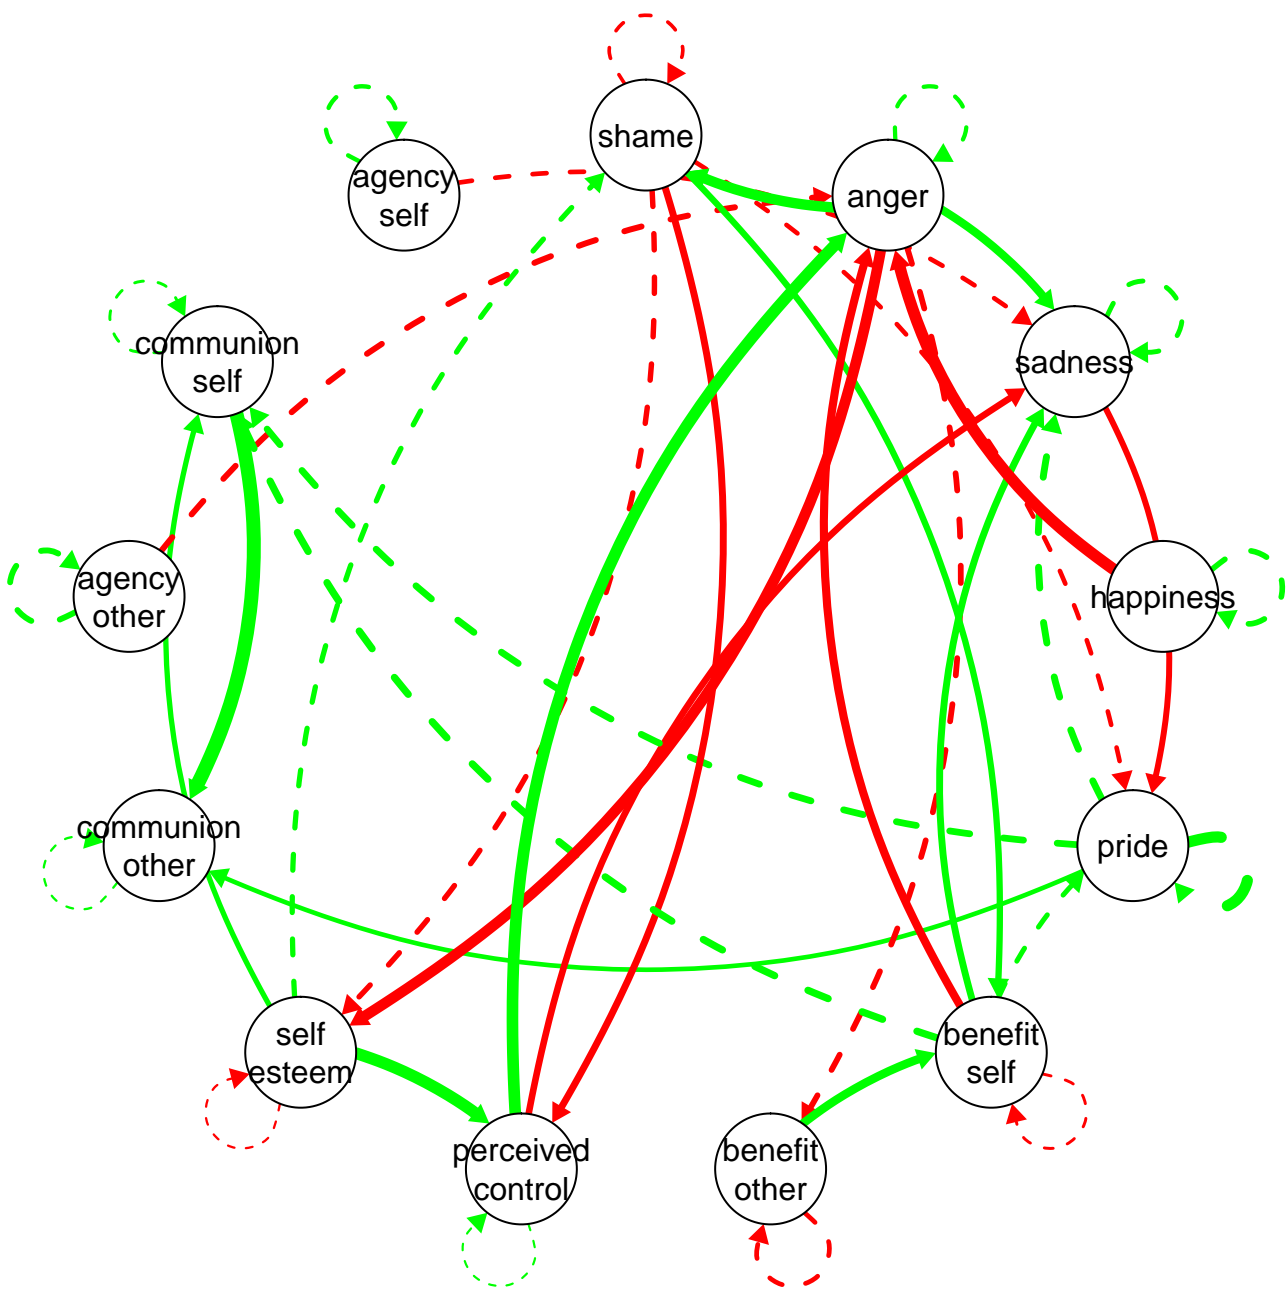 shame
agency
self
anger
communion
self
sadness
agency
other
happiness
communion
other
pride
self
esteem
benefit
self
perceived
control
benefit
other